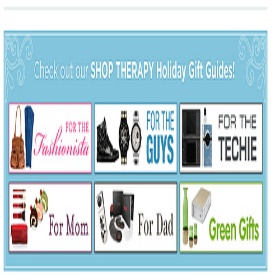 Check out our SHOP THERAPY Holiday Gift Guides!
FOR THE
Fashionista
FOR THE
GUYS
FOR THE
TECHIE
For Mom
For Dad
Green Gifts